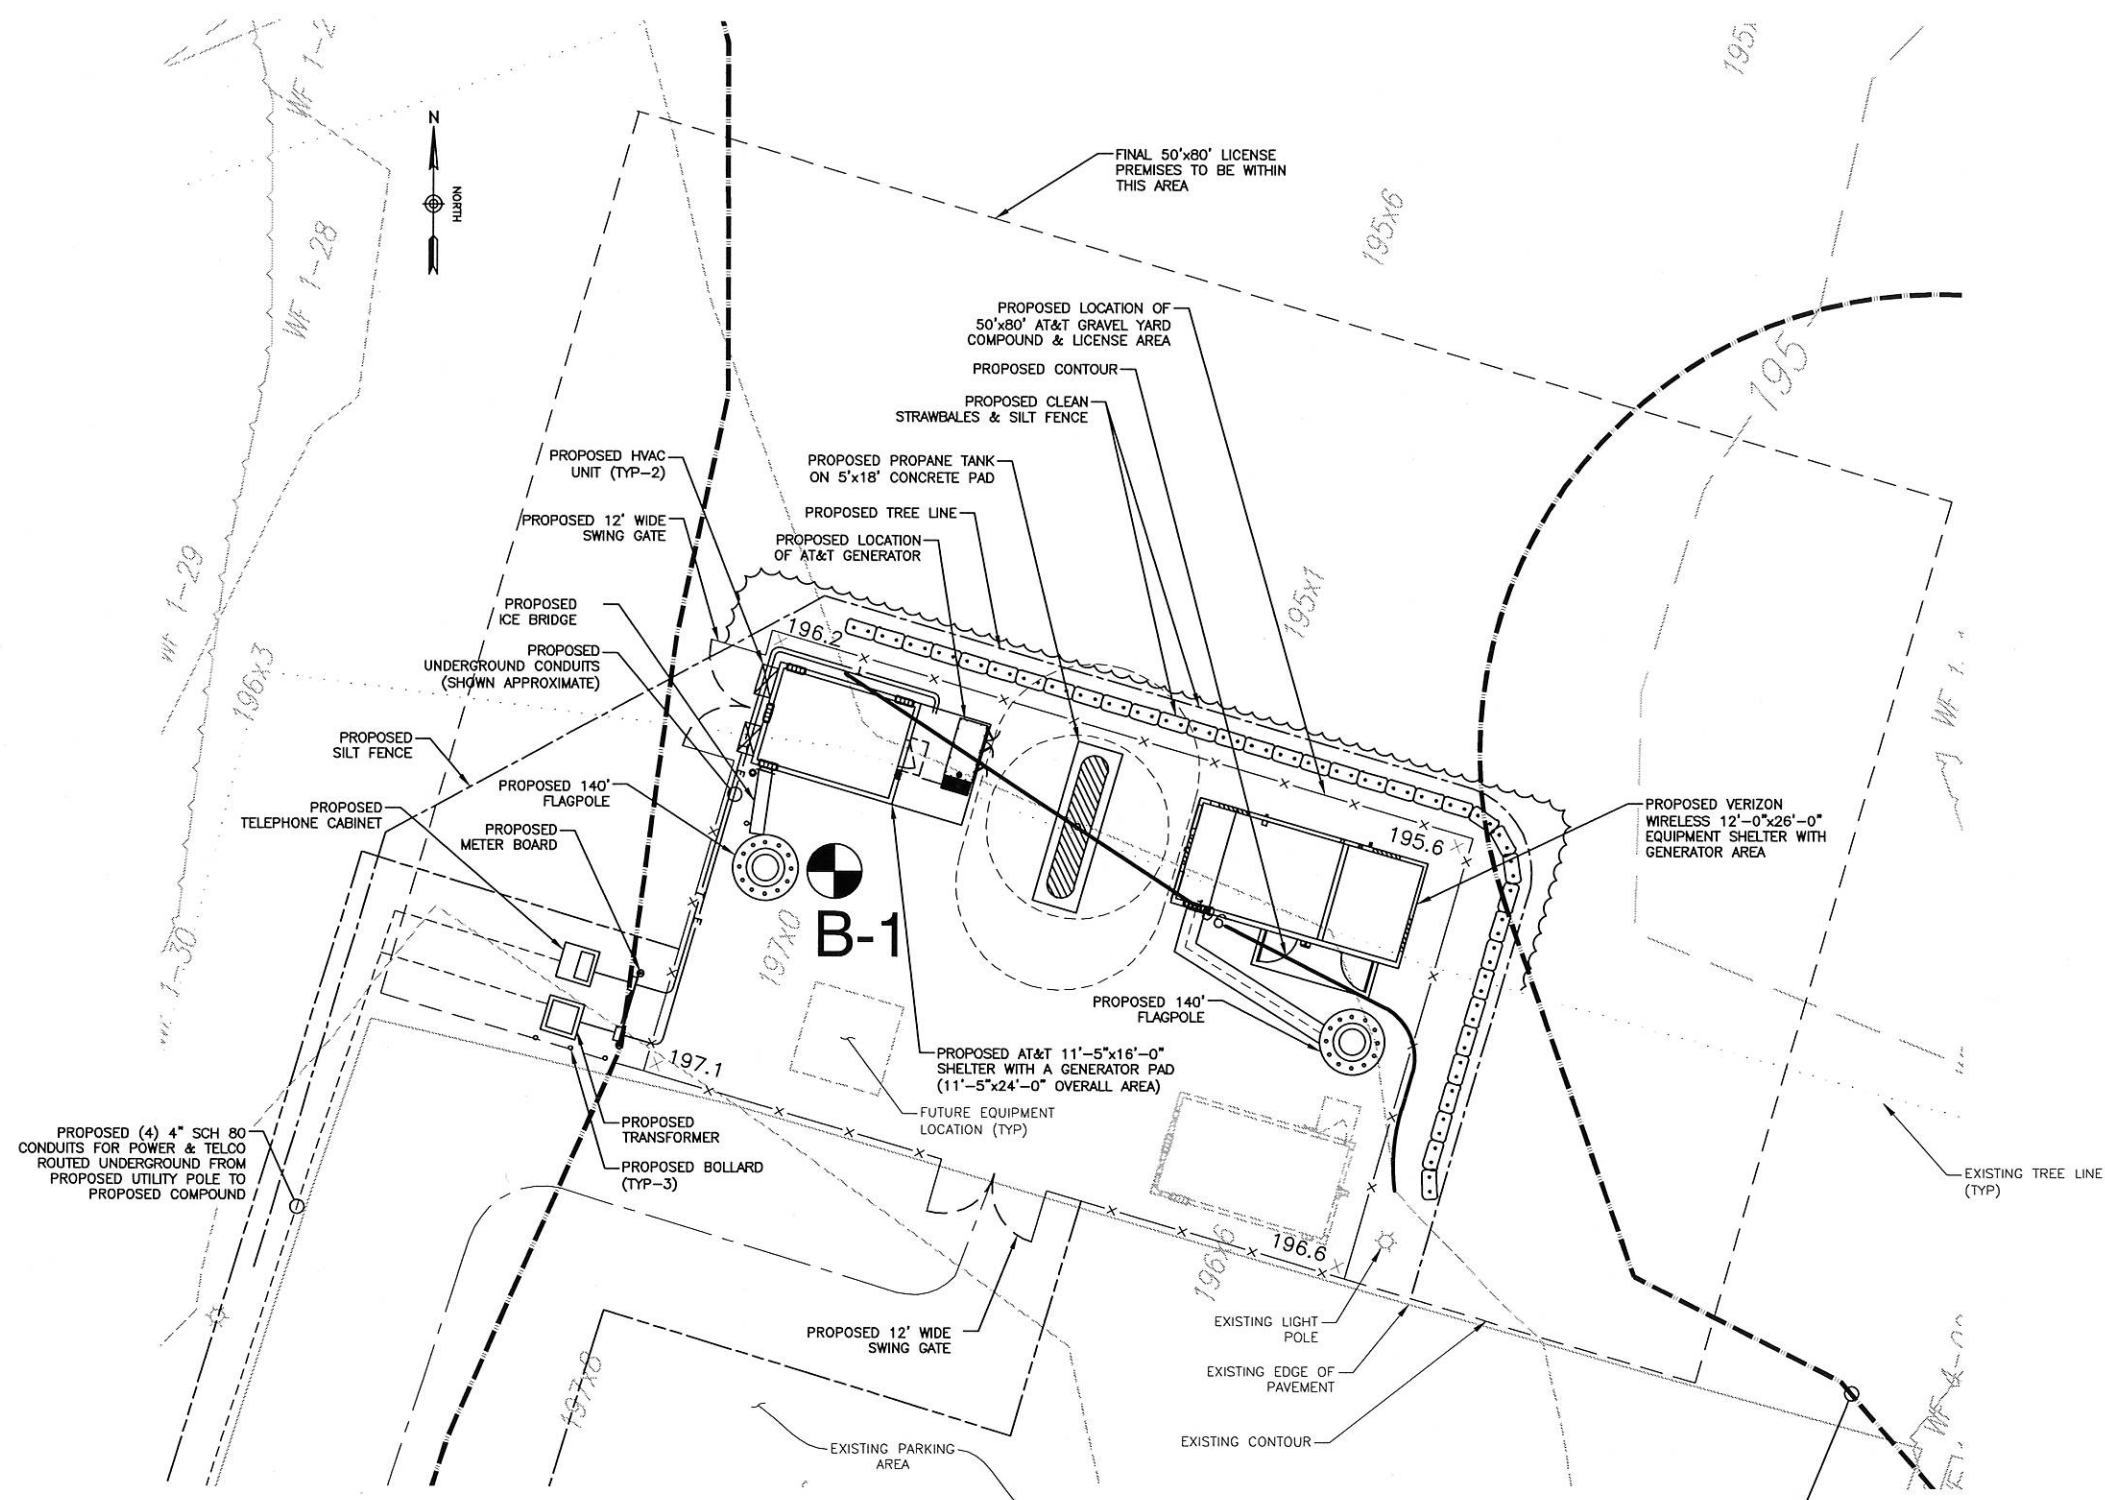 195x
WF 1-2
N
NORTH
FINAL 50'x80' LICENSE
PREMISES TO BE WITHIN
THIS AREA
195x6
WF 1-28
PROPOSED LOCATION OF
50'x80' AT&T GRAVEL YARD
COMPOUND & LICENSE AREA
PROPOSED CONTOUR
195
PROPOSED CLEAN
STRAWBALES & SILT FENCE
PROPOSED HVAC
UNIT (TYP-2)
PROPOSED PROPANE TANK
ON 5'x18' CONCRETE PAD
PROPOSED 12' WIDE
SWING GATE
PROPOSED TREE LINE
PROPOSED LOCATION
OF AT&T GENERATOR
WF 1-29
195x1
PROPOSED
ICE BRIDGE
196.2
PROPOSED
UNDERGROUND CONDUITS
(SHOWN APPROXIMATE)
196x3
WF 1.
PROPOSED
SILT FENCE
PROPOSED 140'
FLAGPOLE
PROPOSED
TELEPHONE CABINET
PROPOSED
METER BOARD
195.6
PROPOSED VERIZON
WIRELESS 12'-0"x26'-0"
EQUIPMENT SHELTER WITH
GENERATOR AREA
B-1
197x0
WF 1-30
E
T
E
PROPOSED 140'
FLAGPOLE
197.1
PROPOSED AT&T 11'-5"x16'-0"
SHELTER WITH A GENERATOR PAD
(11'-5"x24'-0" OVERALL AREA)
FUTURE EQUIPMENT
LOCATION (TYP)
PROPOSED
TRANSFORMER
PROPOSED (4) 4" SCH 80
CONDUITS FOR POWER & TELCO
ROUTED UNDERGROUND FROM
PROPOSED UTILITY POLE TO
PROPOSED COMPOUND
PROPOSED BOLLARD
(TYP-3)
EXISTING TREE LINE
(TYP)
196.6
196x6
PROPOSED 12' WIDE
SWING GATE
EXISTING LIGHT
POLE
EXISTING EDGE OF
PAVEMENT
197x8
EXISTING CONTOUR
EXISTING PARKING
AREA